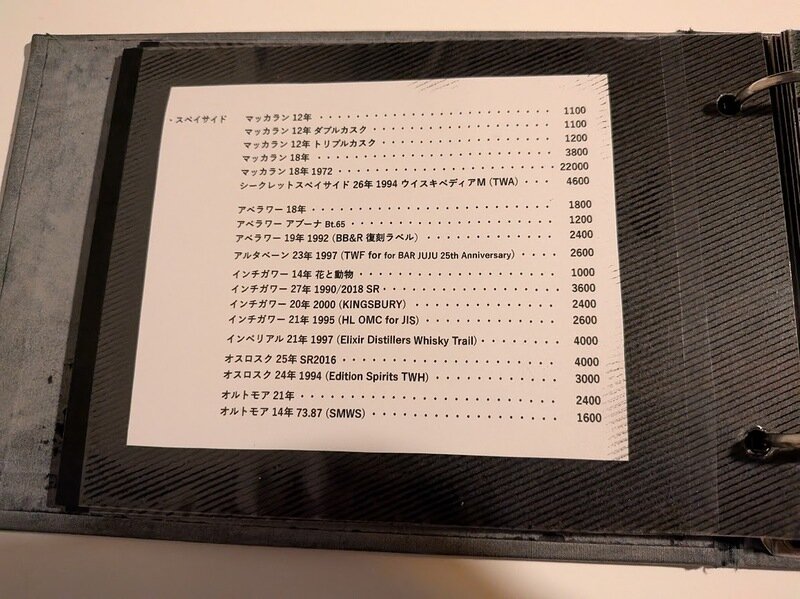 ・スペイサイド マッカラン 12年 ・・・・・・・・・・・・・・・・・・・・・・・・・・ 1100
マッカラン 12年 ダブルカスク ・・・・・・・・・・・・・・・・・・・・ 1100
マッカラン 12年 トリプルカスク ・・・・・・・・・・・・・・・・・・・ 1200
マッカラン 18年 ・・・・・・・・・・・・・・・・・・・・・・・・・・ 3800
マッカラン 18年 1972 ・・・・・・・・・・・・・・・・・・・・・・・ 22000
シークレットスペイサイド 26年 1994 ウイスキペディアM (TWA) ・・・ 4600
アベラワー 18年 ・・・・・・・・・・・・・・・・・・・・・・・・・・ 1800
アベラワー アブーナ Bt.65 ・・・・・・・・・・・・・・・・・・・・・・ 1200
アベラワー 19年 1992 (BB&R 復刻ラベル) ・・・・・・・・・・・・・・ 2400
アルタベーン 23年 1997 (TWF for for BAR JUJU 25th Anniversary) ・・・・ 2600
インチガワー 14年 花と動物 ・・・・・・・・・・・・・・・・・・・・・ 1000
インチガワー 27年 1990/2018 SR ・・・・・・・・・・・・・・・・・・・ 3600
インチガワー 20年 2000 (KINGSBURY) ・・・・・・・・・・・・・・・・ 2400
インチガワー 21年 1995 (HL OMC for JIS) ・・・・・・・・・・・・・・・ 2600
インペリアル 21年 1997 (Elixir Distillers Whisky Trail) ・・・・・・・・・ 4000
オスロスク 25年 SR2016 ・・・・・・・・・・・・・・・・・・・・・・・ 4000
オスロスク 24年 1994 (Edition Spirits TWH) ・・・・・・・・・・・・・・ 3000
オルトモア 21年 ・・・・・・・・・・・・・・・・・・・・・・・・・・・ 2400
オルトモア 14年 73.87 (SMWS) ・・・・・・・・・・・・・・・・・・・・ 1600